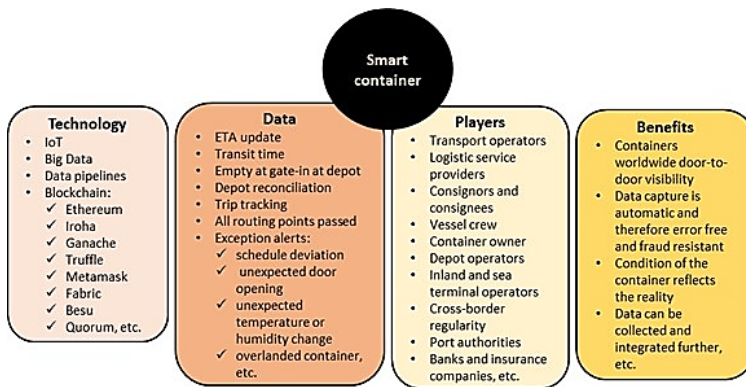 Smart
container
Technology
• IoT
• Big Data
• Data pipelines
• Blockchain:
✓ Ethereum
✓ Iroha
✓ Ganache
✓ Truffle
✓ Metamask
✓ Fabric
✓ Besu
✓ Quorum, etc.
Data
• ETA update
• Transit time
• Empty at gate-in at depot
• Depot reconciliation
• Trip tracking
• All routing points passed
• Exception alerts:
✓ schedule deviation
✓ unexpected door
opening
✓ unexpected
temperature or
humidity change
✓ overlanded container,
etc.
Players
• Transport operators
• Logistic service
providers
• Consignors and
consignees
• Vessel crew
• Container owner
• Depot operators
• Inland and sea
terminal operators
• Cross-border
regularity
• Port authorities
• Banks and insurance
companies, etc.
Benefits
• Containers
worldwide door-to-
door visibility
• Data capture is
automatic and
therefore error free
and fraud resistant
• Condition of the
container reflects
the reality
• Data can be
collected and
integrated further,
etc.